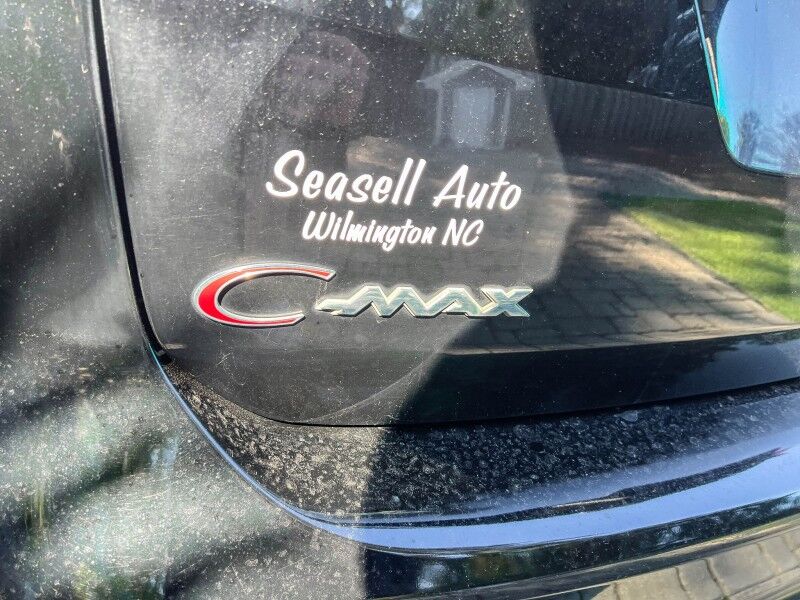 Seasell Auto
Wilmington NC
C-MAX